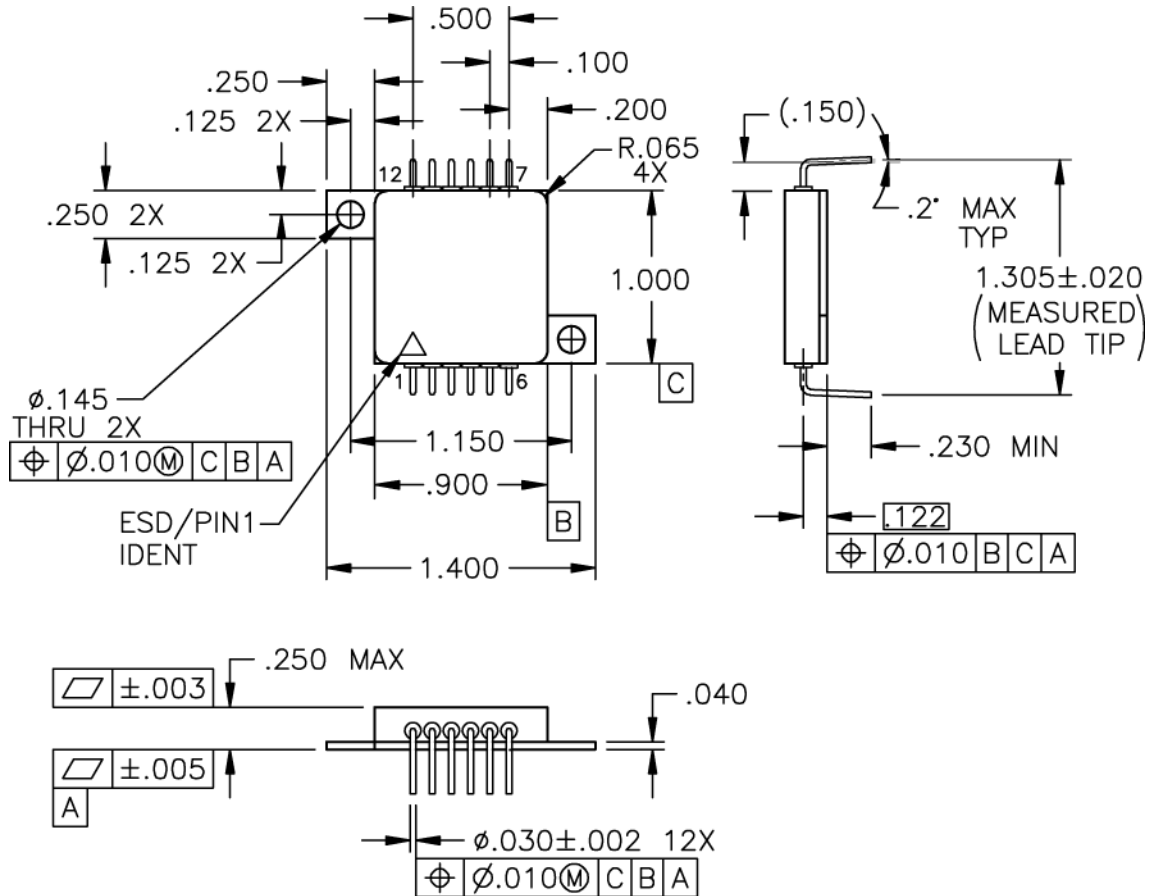 .500
.250
.100
.125 2X
.200
(.150)
R.065
4X
12
7
.250 2X
.2° MAX
TYP
.125 2X
1.000
1.305±.020
(MEASURED
LEAD TIP)
1
6
C
ø.145
THRU 2X
⌖ Ø.010Ⓜ C B A
1.150
.230 MIN
.900
ESD/PIN1
IDENT
B
.122
⌖ Ø.010 B C A
1.400
.250 MAX
⏥ ±.003
.040
⏥ ±.005
A
ø.030±.002 12X
⌖ Ø.010Ⓜ C B A